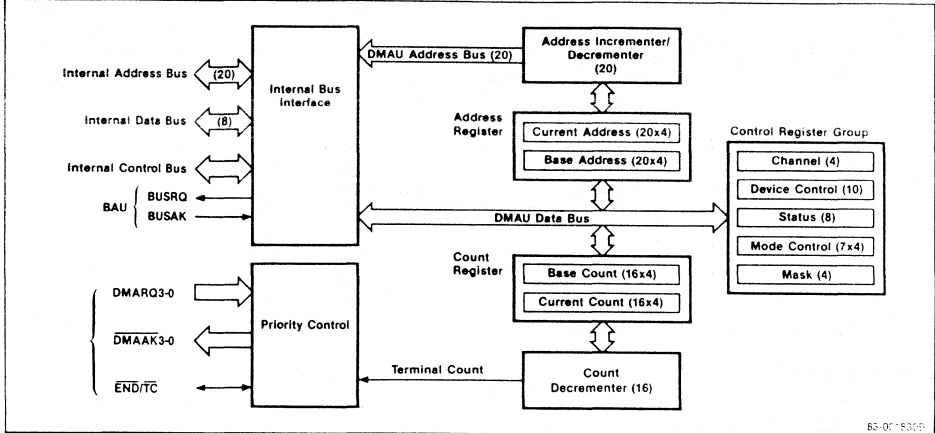 DMAU Address Bus (20)
Address Incrementer/
Decrementer
(20)
Internal Address Bus
(20)
Internal Bus
Interface
Internal Data Bus
(8)
Internal Control Bus
BAU
BUSRQ
BUSAK
Address
Register
Current Address (20x4)
Base Address (20x4)
Control Register Group
Channel (4)
Device Control (10)
Status (8)
Mode Control (7x4)
Mask (4)
DMAU Data Bus
Count
Register
Base Count (16x4)
Current Count (16x4)
DMARQ3-0
DMAAK3-0
END/TC
Priority Control
Terminal Count
Count
Decrementer (16)